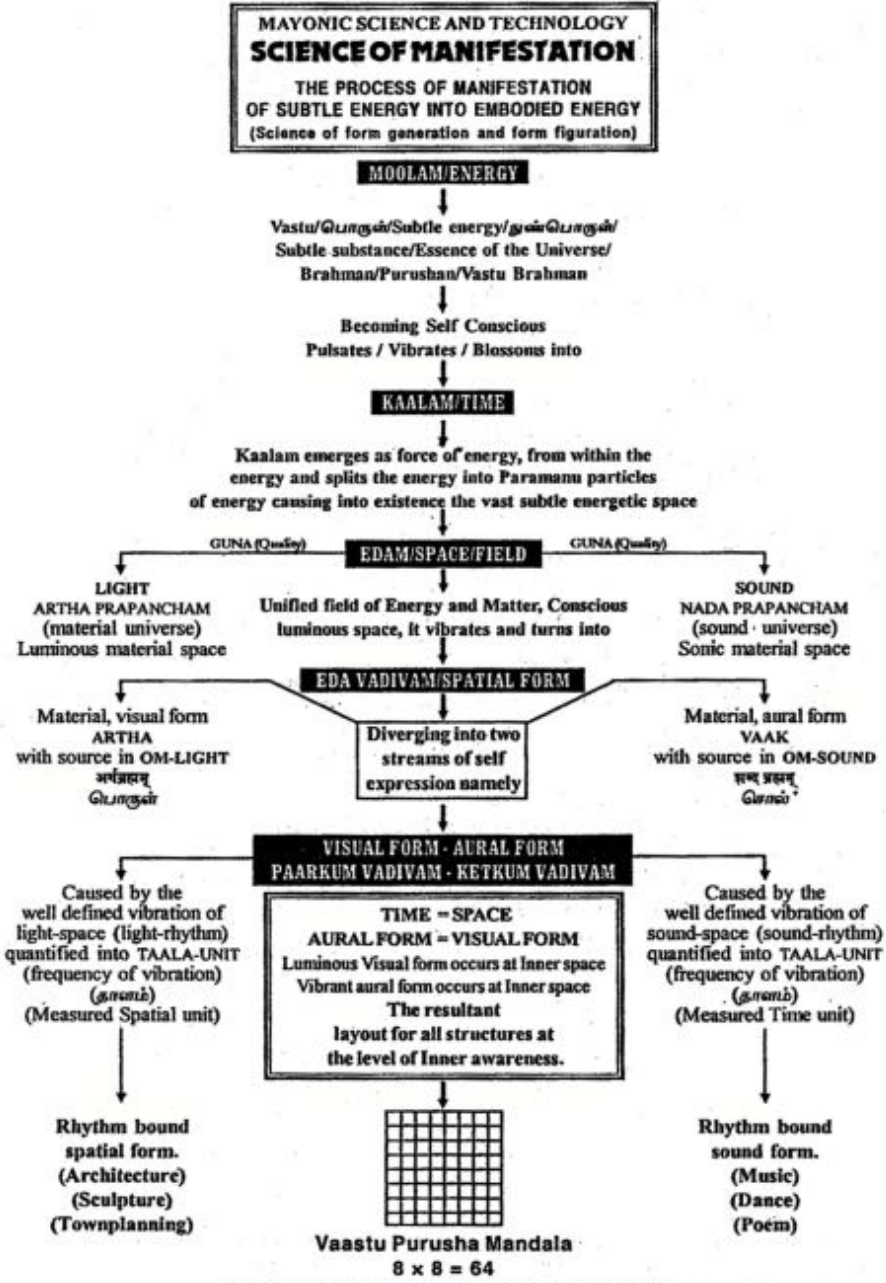 MAYONIC SCIENCE AND TECHNOLOGY
SCIENCE OF MANIFESTATION
THE PROCESS OF MANIFESTATION
OF SUBTLE ENERGY INTO EMBODIED ENERGY
(Science of form generation and form figuration)
MOOLAM/ENERGY
Vastu/பொருள்/Subtle energy/நுண்பொருள்/
Subtle substance/Essence of the Universe/
Brahman/Purushan/Vastu Brahman
Becoming Self Conscious
Pulsates / Vibrates / Blossoms into
KAALAM/TIME
Kaalam emerges as force of energy, from within the
energy and splits the energy into Paramanu particles
of energy causing into existence the vast subtle energetic space
GUNA (Quality)
EDAM/SPACE/FIELD
GUNA (Quality)
LIGHT
ARTHA PRAPANCHAM
(material universe)
Luminous material space
Unified field of Energy and Matter, Conscious
luminous space, it vibrates and turns into
SOUND
NADA PRAPANCHAM
(sound universe)
Sonic material space
EDA VADIVAM/SPATIAL FORM
Material, visual form
ARTHA
with source in OM-LIGHT
अर्थब्रह्मम्
பொருள்
Diverging into two
streams of self
expression namely
Material, aural form
VAAK
with source in OM-SOUND
शब्द ब्रह्मम्
சொல்
VISUAL FORM - AURAL FORM
PAARKUM VADIVAM - KETKUM VADIVAM
Caused by the
well defined vibration of
light-space (light-rhythm)
quantified into TAALA-UNIT
(frequency of vibration)
(தாளம்)
(Measured Spatial unit)
TIME = SPACE
AURAL FORM = VISUAL FORM
Luminous Visual form occurs at Inner space
Vibrant aural form occurs at Inner space
The resultant
layout for all structures at
the level of Inner awareness.
Caused by the
well defined vibration of
sound-space (sound-rhythm)
quantified into TAALA-UNIT
(frequency of vibration)
(தாளம்)
(Measured Time unit)
Rhythm bound
spatial form.
(Architecture)
(Sculpture)
(Townplanning)
Rhythm bound
sound form.
(Music)
(Dance)
(Poem)
Vaastu Purusha Mandala
8 x 8 = 64